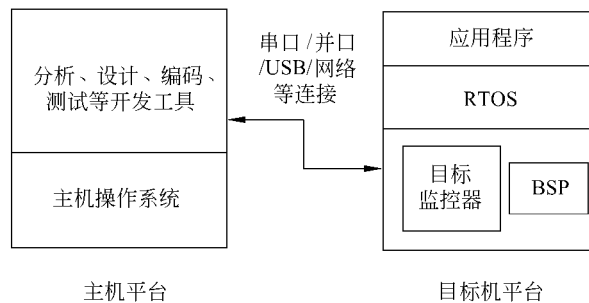 分析、设计、编码、
测试等开发工具
主机操作系统
主机平台
串口/并口
/USB/网络
等连接
应用程序
RTOS
目标
监控器
BSP
目标机平台